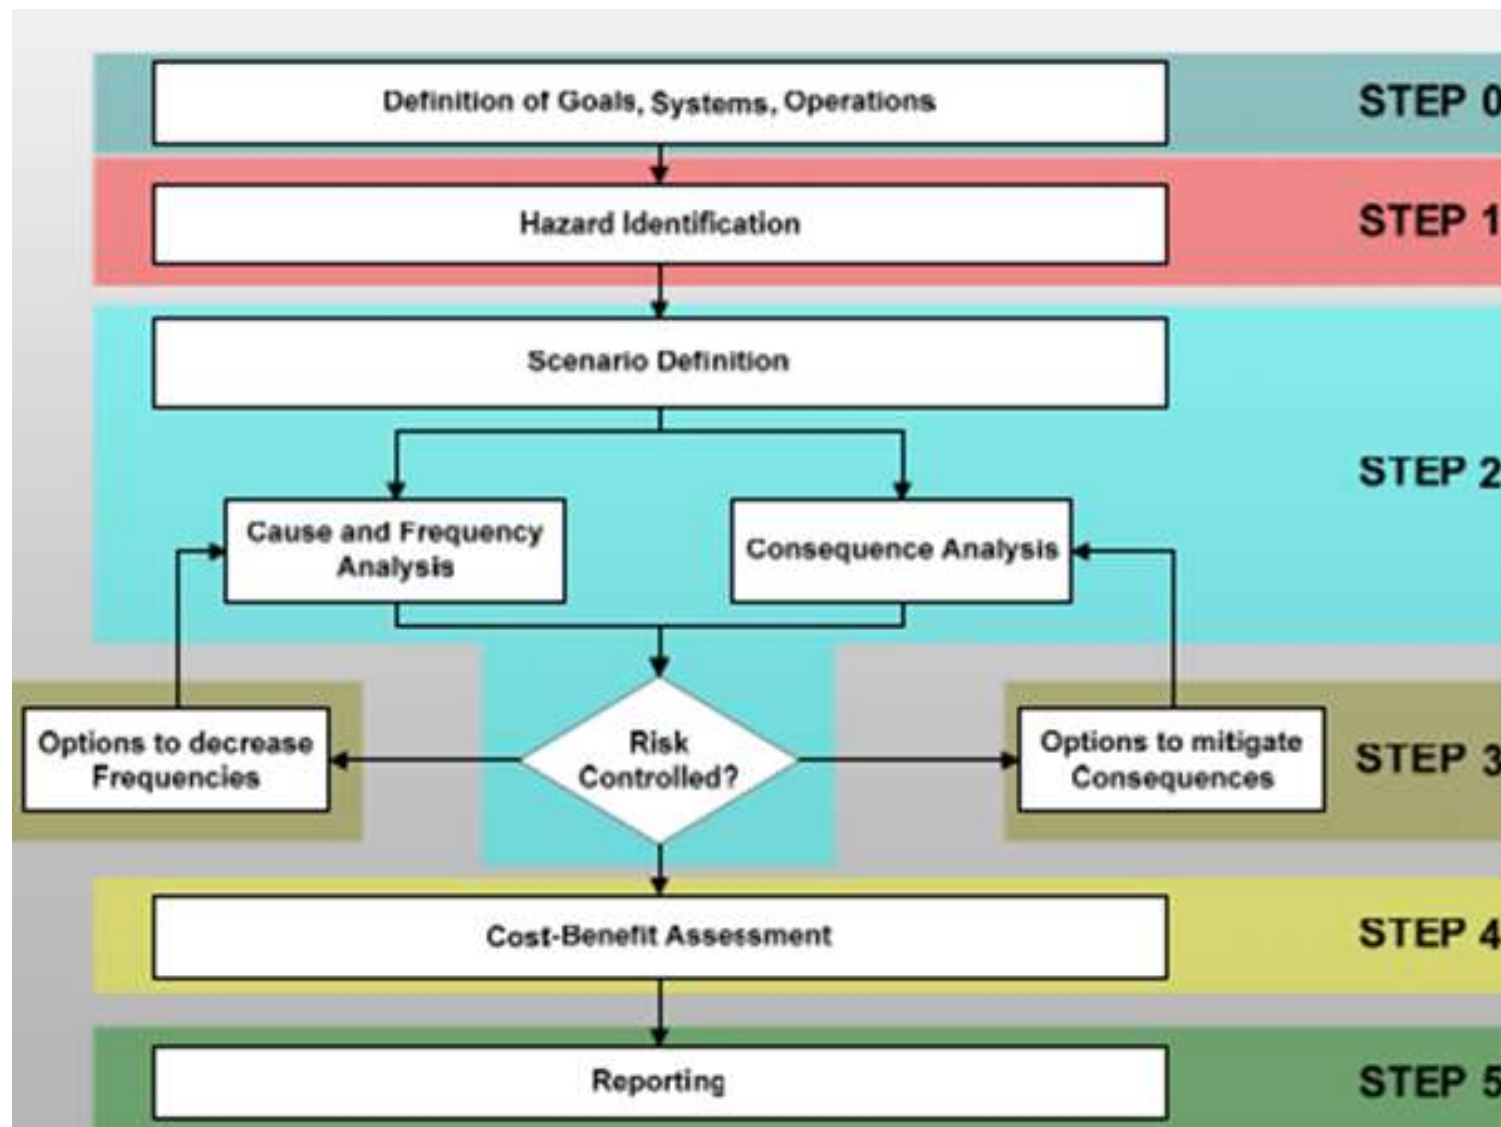 Definition of Goals, Systems, Operations
STEP 0
Hazard Identification
STEP 1
Scenario Definition
STEP 2
Cause and Frequency
Analysis
Consequence Analysis
Options to decrease
Frequencies
Risk
Controlled?
Options to mitigate
Consequences
STEP 3
Cost-Benefit Assessment
STEP 4
Reporting
STEP 5